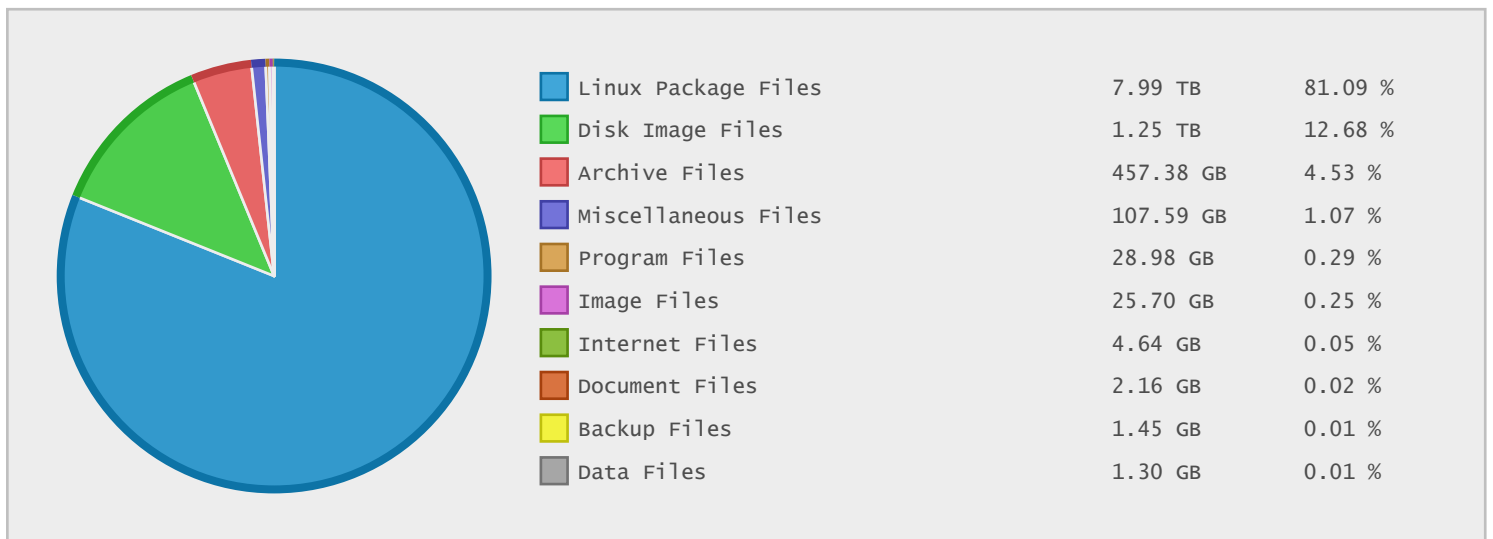 Linux Package Files 7.99 TB 81.09 %
Disk Image Files 1.25 TB 12.68 %
Archive Files 457.38 GB 4.53 %
Miscellaneous Files 107.59 GB 1.07 %
Program Files 28.98 GB 0.29 %
Image Files 25.70 GB 0.25 %
Internet Files 4.64 GB 0.05 %
Document Files 2.16 GB 0.02 %
Backup Files 1.45 GB 0.01 %
Data Files 1.30 GB 0.01 %